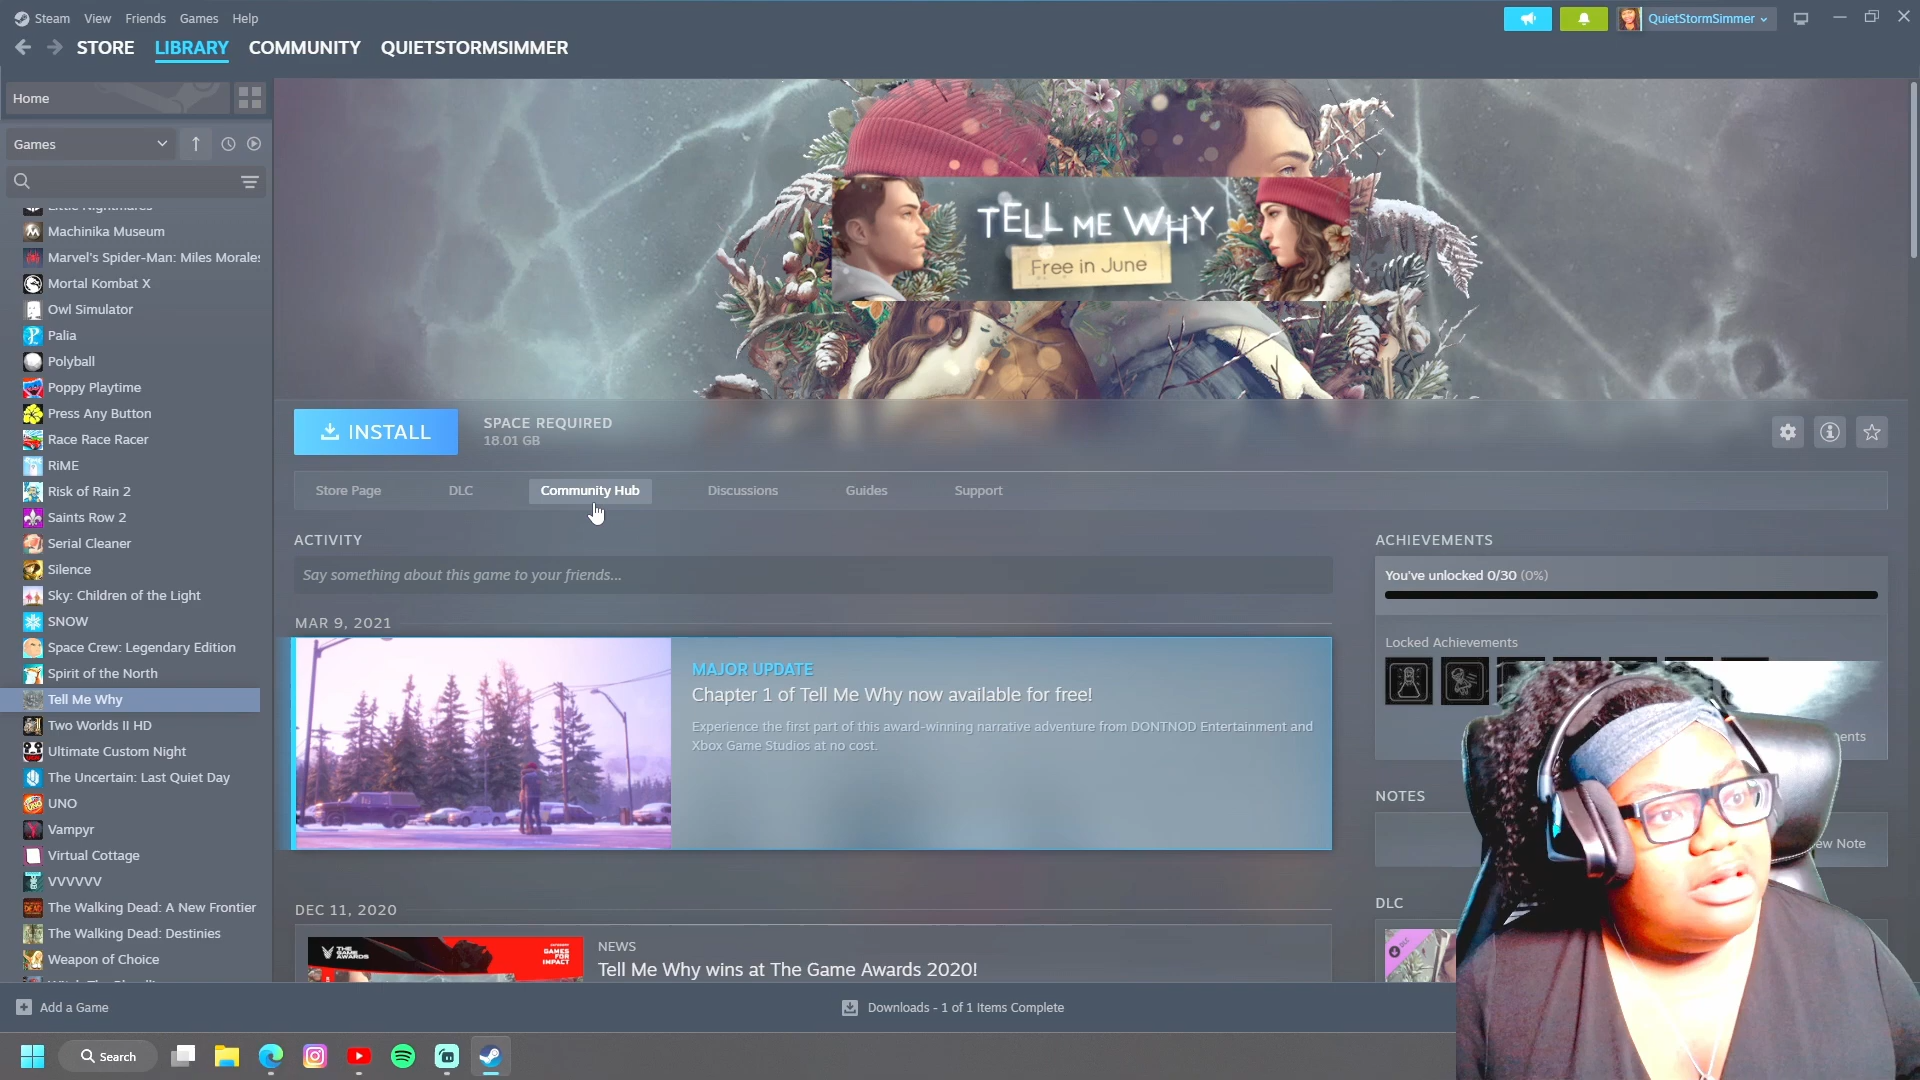 Steam View Friends Games Help
QuietStormSimmer
STORE LIBRARY COMMUNITY QUIETSTORMSIMMER
Home
Games
Machinika Museum
Marvel's Spider-Man: Miles Morales
Mortal Kombat X
Owl Simulator
Palia
Polyball
Poppy Playtime
Press Any Button
Race Race Racer
RiME
Risk of Rain 2
Saints Row 2
Serial Cleaner
Silence
Sky: Children of the Light
SNOW
Space Crew: Legendary Edition
Spirit of the North
Tell Me Why
Two Worlds II HD
Ultimate Custom Night
The Uncertain: Last Quiet Day
UNO
Vampyr
Virtual Cottage
VVVVVV
The Walking Dead: A New Frontier
The Walking Dead: Destinies
Weapon of Choice
Add a Game
TELL ME WHY
Free in June
INSTALL
SPACE REQUIRED
18.01 GB
Store Page DLC Community Hub Discussions Guides Support
ACTIVITY
Say something about this game to your friends...
MAR 9, 2021
MAJOR UPDATE
Chapter 1 of Tell Me Why now available for free!
Experience the first part of this award-winning narrative adventure from DONTNOD Entertainment and
Xbox Game Studios at no cost.
DEC 11, 2020
THE GAME AWARDS
GAMES FOR IMPACT
NEWS
Tell Me Why wins at The Game Awards 2020!
ACHIEVEMENTS
You've unlocked 0/30 (0%)
Locked Achievements
NOTES
ew Note
DLC
DLC
Downloads - 1 of 1 Items Complete
Search